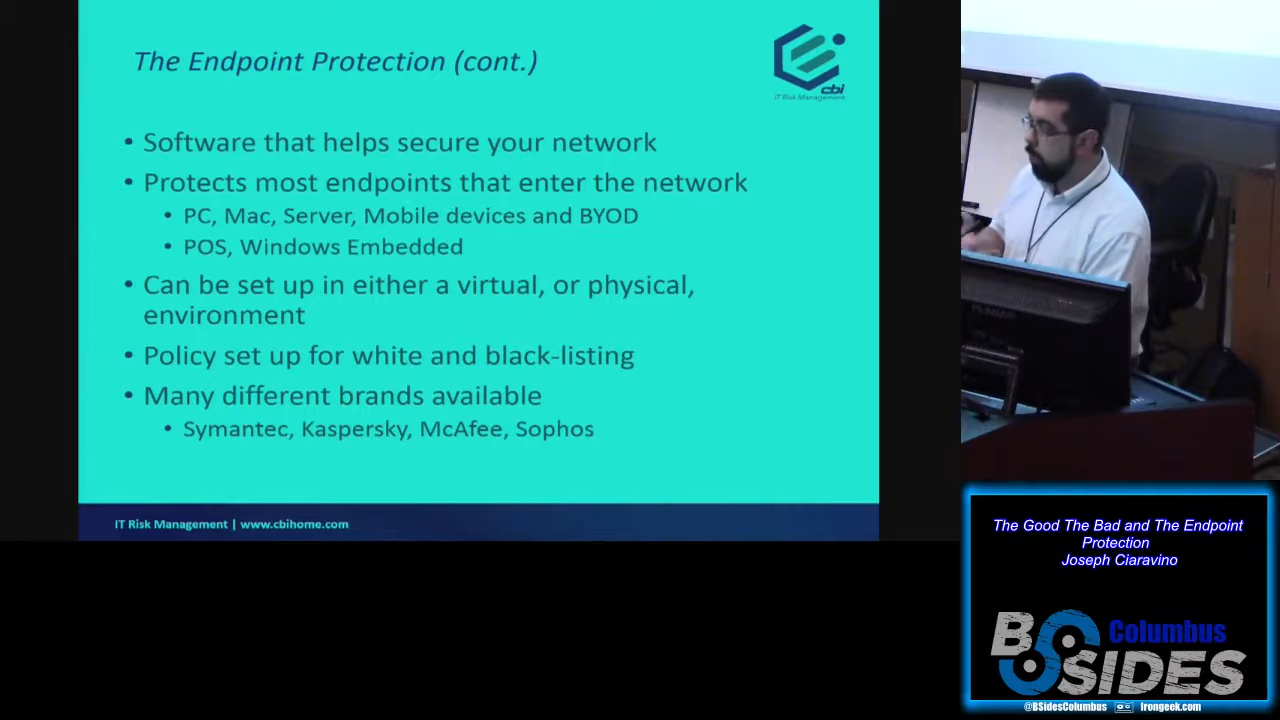 The Endpoint Protection (cont.)
cbi
IT Risk Management
• Software that helps secure your network
• Protects most endpoints that enter the network
• PC, Mac, Server, Mobile devices and BYOD
• POS, Windows Embedded
• Can be set up in either a virtual, or physical,
environment
• Policy set up for white and black-listing
• Many different brands available
• Symantec, Kaspersky, McAfee, Sophos
IT Risk Management | www.cbihome.com
The Good The Bad and The Endpoint
Protection
Joseph Ciaravino
BSIDES
Columbus
@BSidesColumbus
Irongeek.com